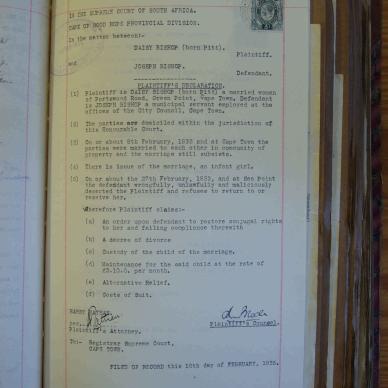 IN THE SUPREME COURT OF SOUTH AFRICA.
CAPE OF GOOD HOPE PROVINCIAL DIVISION.
In the matter between:-
DAISY BISHOP (born Pitt).
Plaintiff.
and
JOSEPH BISHOP.
Defendant.
PLAINTIFF'S DECLARATION.
(1) Plaintiff is DAISY BISHOP (born Pitt) a married woman
of Portswood Road, Green Point, Cape Town. Defendant
is JOSEPH BISHOP a municipal servant employed at the
offices of the City Council, Cape Town.
(2) The parties are domiciled within the jurisdiction of
this Honourable Court.
(3) On or about 8th February, 1932 and at Cape Town the
parties were married to each other in community of
property and the marriage still subsists.
(4) There is issue of the marriage, an infant girl.
(5) On or about the 27th February, 1932, and at Sea Point
the defendant wrongfully, unlawfully and maliciously
deserted the Plaintiff and refuses to return to or
receive her.
Wherefore Plaintiff claims:-
(a) An order upon defendant to restore conjugal rights
to her and failing compliance therewith
(b) A decree of divorce
(c) Custody of the child of the marriage.
(d) Maintenance for the said child at the rate of
£2.10.0. per month.
(e) Alternative Relief.
(f) Costs of Suit.
HARRY
per.
Plaintiff's Counsel.
Plaintiff's Attorney.
To:- Registrar Supreme Court,
CAPE TOWN.
FILED OF RECORD this 10th day of FEBRUARY, 1938.